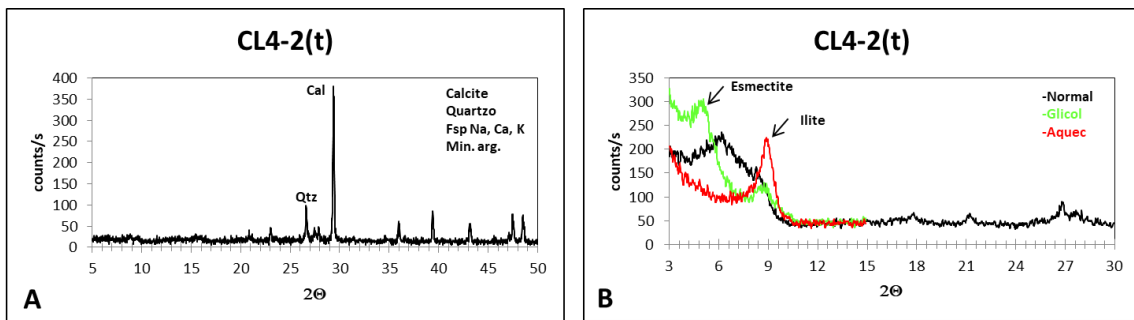 CL4-2(t)
400
350
300
250
200
150
100
50
0
counts/s
Cal
Qtz
Calcite
Quartzo
Fsp Na, Ca, K
Min. arg.
5 10 15 20 25 30 35 40 45 50
2Θ
A
CL4-2(t)
350
300
250
200
150
100
50
0
counts/s
Esmectite
Ilite
-Normal
-Glicol
-Aquec
3 6 9 12 15 18 21 24 27 30
2Θ
B